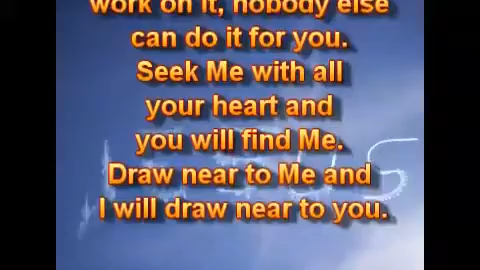 work on it, nobody else
can do it for you.
Seek Me with all
your heart and
you will find Me.
Draw near to Me and
I will draw near to you.
JESUS